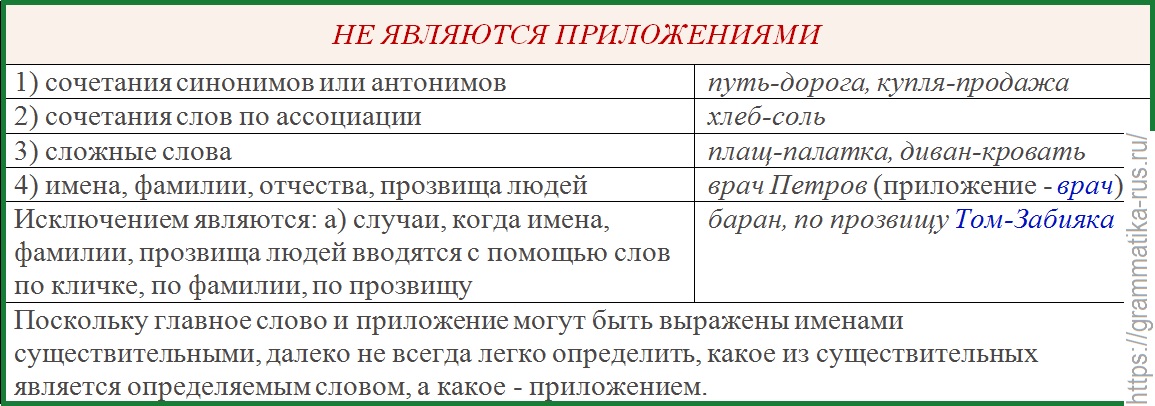 НЕ ЯВЛЯЮТСЯ ПРИЛОЖЕНИЯМИ
1) сочетания синонимов или антонимов
путь-дорога, купля-продажа
2) сочетания слов по ассоциации
хлеб-соль
3) сложные слова
плащ-палатка, диван-кровать
4) имена, фамилии, отчества, прозвища людей
врач Петров (приложение - врач)
Исключением являются: а) случаи, когда имена,
фамилии, прозвища людей вводятся с помощью слов
по кличке, по фамилии, по прозвищу
баран, по прозвищу Том-Забияка
Поскольку главное слово и приложение могут быть выражены именами
существительными, далеко не всегда легко определить, какое из существительных
является определяемым словом, а какое - приложением.
https://grammatika-rus.ru/